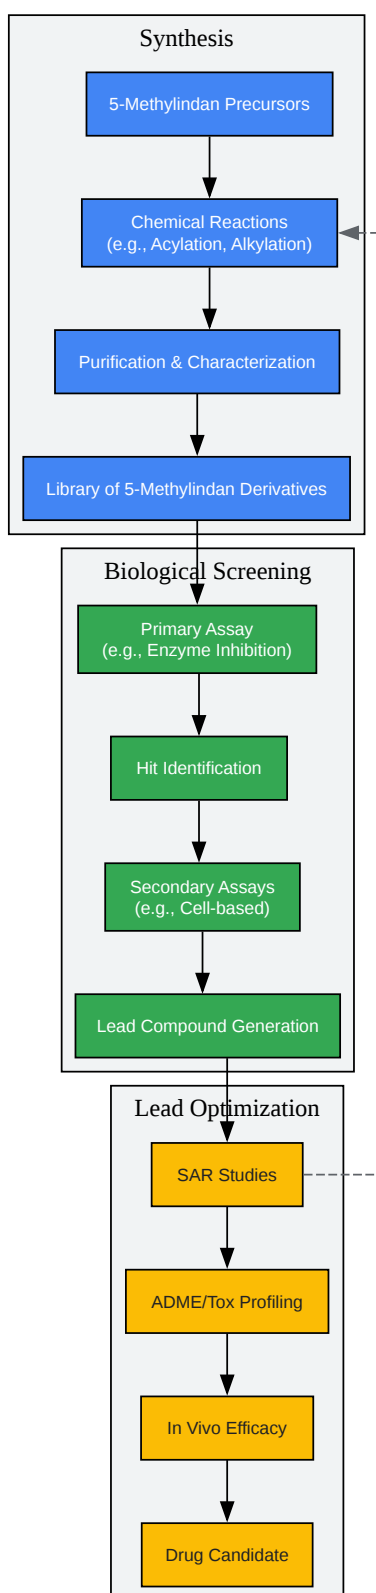 Synthesis
5-Methylindan Precursors
Chemical Reactions
(e.g., Acylation, Alkylation)
Purification & Characterization
Library of 5-Methylindan Derivatives
Biological Screening
Primary Assay
(e.g., Enzyme Inhibition)
Hit Identification
Secondary Assays
(e.g., Cell-based)
Lead Compound Generation
Lead Optimization
SAR Studies
ADME/Tox Profiling
In Vivo Efficacy
Drug Candidate